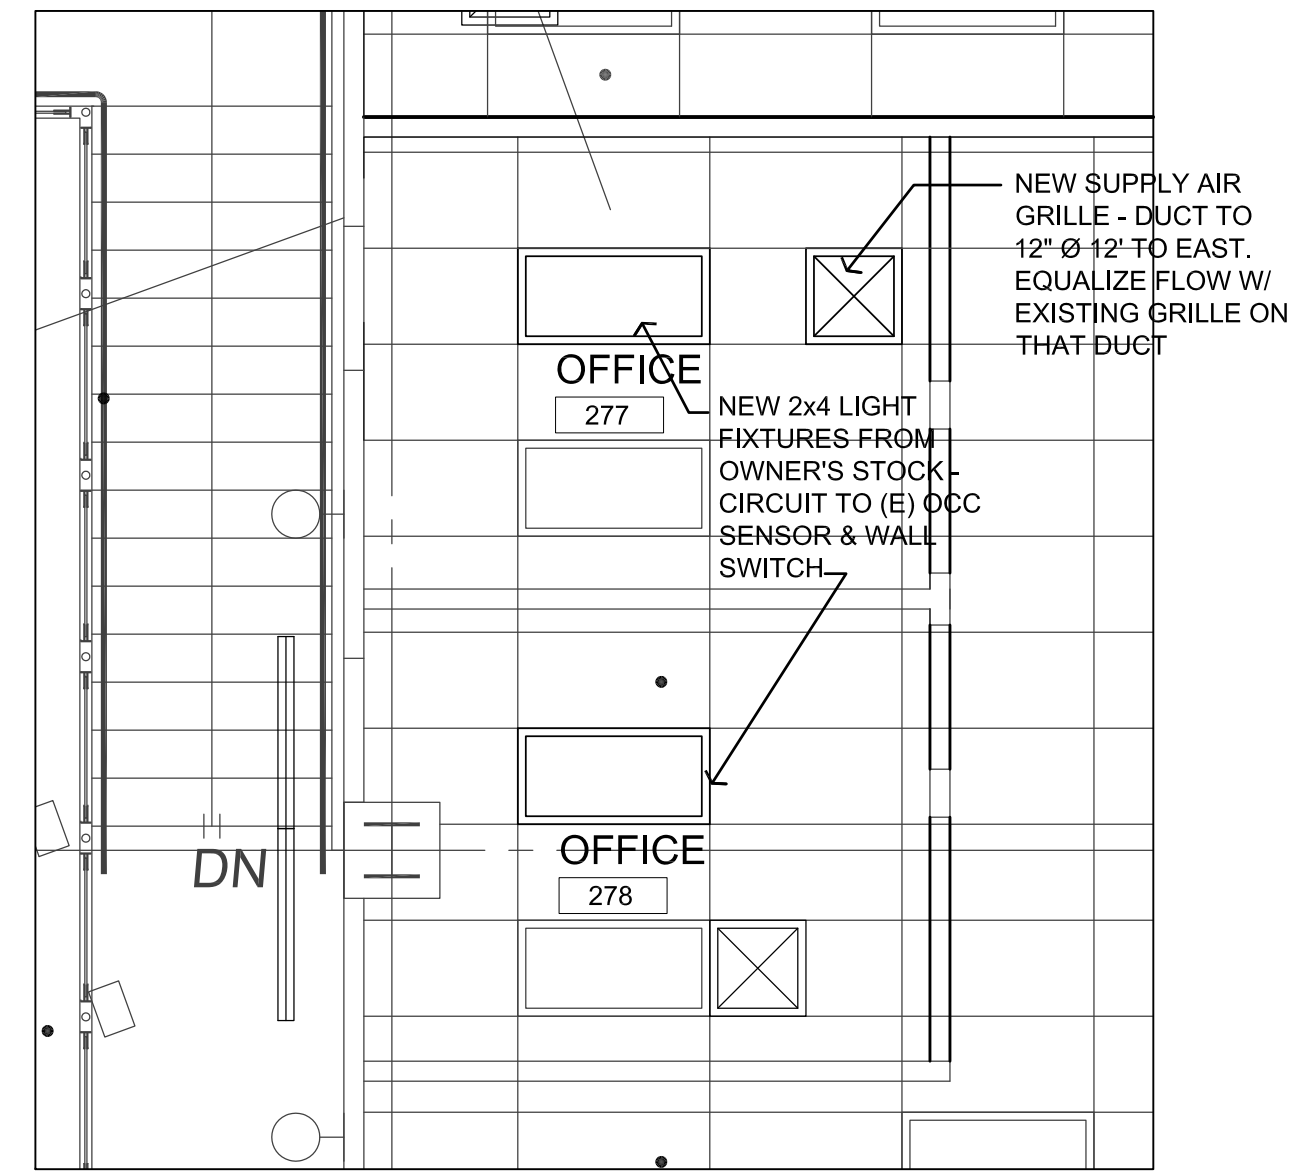 NEW SUPPLY AIR
GRILLE - DUCT TO
12" Ø 12' TO EAST.
EQUALIZE FLOW W/
EXISTING GRILLE ON
THAT DUCT
OFFICE
277
NEW 2x4 LIGHT
FIXTURES FROM
OWNER'S STOCK -
CIRCUIT TO (E) OCC
SENSOR & WALL
SWITCH
DN
OFFICE
278